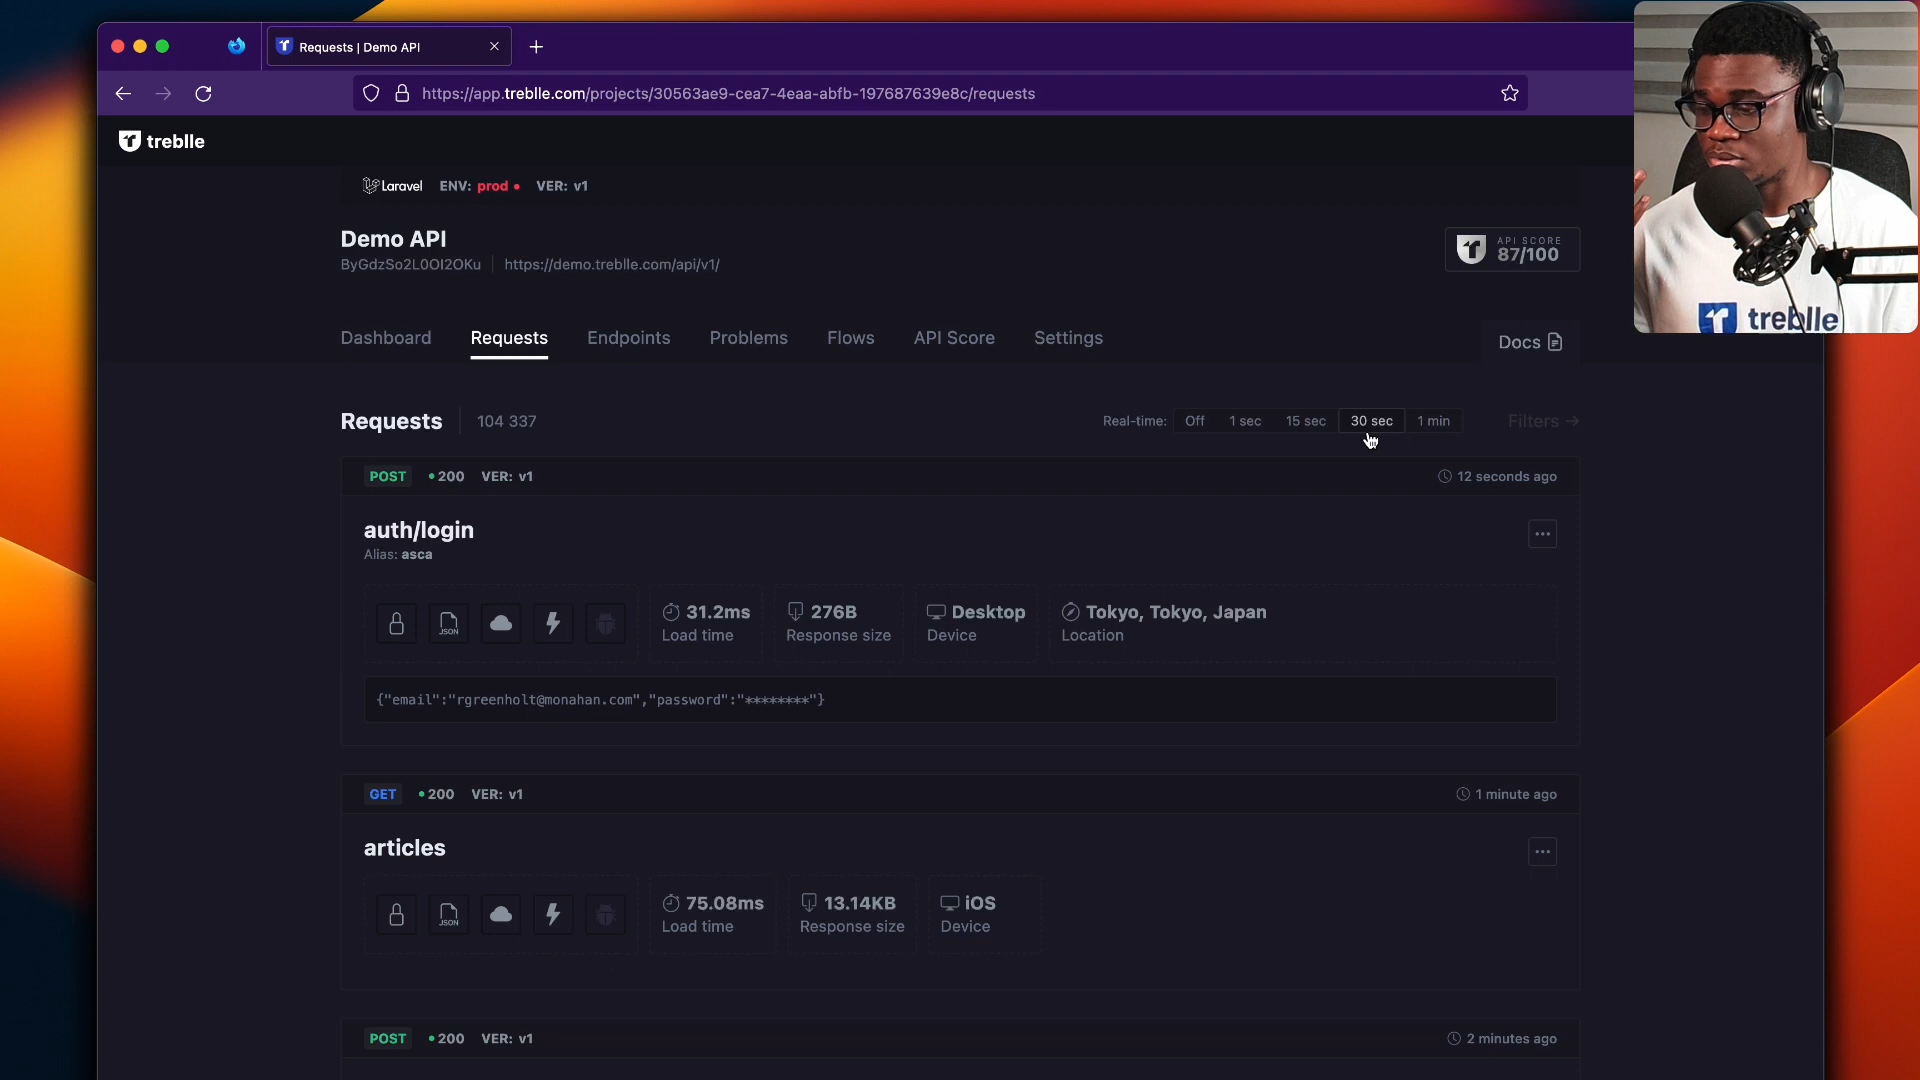 Requests | Demo API
https://app.treblle.com/projects/30563ae9-cea7-4eaa-abfb-197687639e8c/requests
treblle
Laravel ENV: prod VER: v1
Demo API
ByGdzSo2L0OI2OKu https://demo.treblle.com/api/v1/
API SCORE
87/100
treblle
Dashboard Requests Endpoints Problems Flows API Score Settings
Docs
Requests 104 337
Real-time: Off 1 sec 15 sec 30 sec 1 min
Filters →
POST 200 VER: v1
12 seconds ago
auth/login
Alias: asca
JSON
31.2ms
Load time
276B
Response size
Desktop
Device
Tokyo, Tokyo, Japan
Location
{"email":"rgreenholt@monahan.com","password":"********"}
GET 200 VER: v1
1 minute ago
articles
JSON
75.08ms
Load time
13.14KB
Response size
iOS
Device
POST 200 VER: v1
2 minutes ago